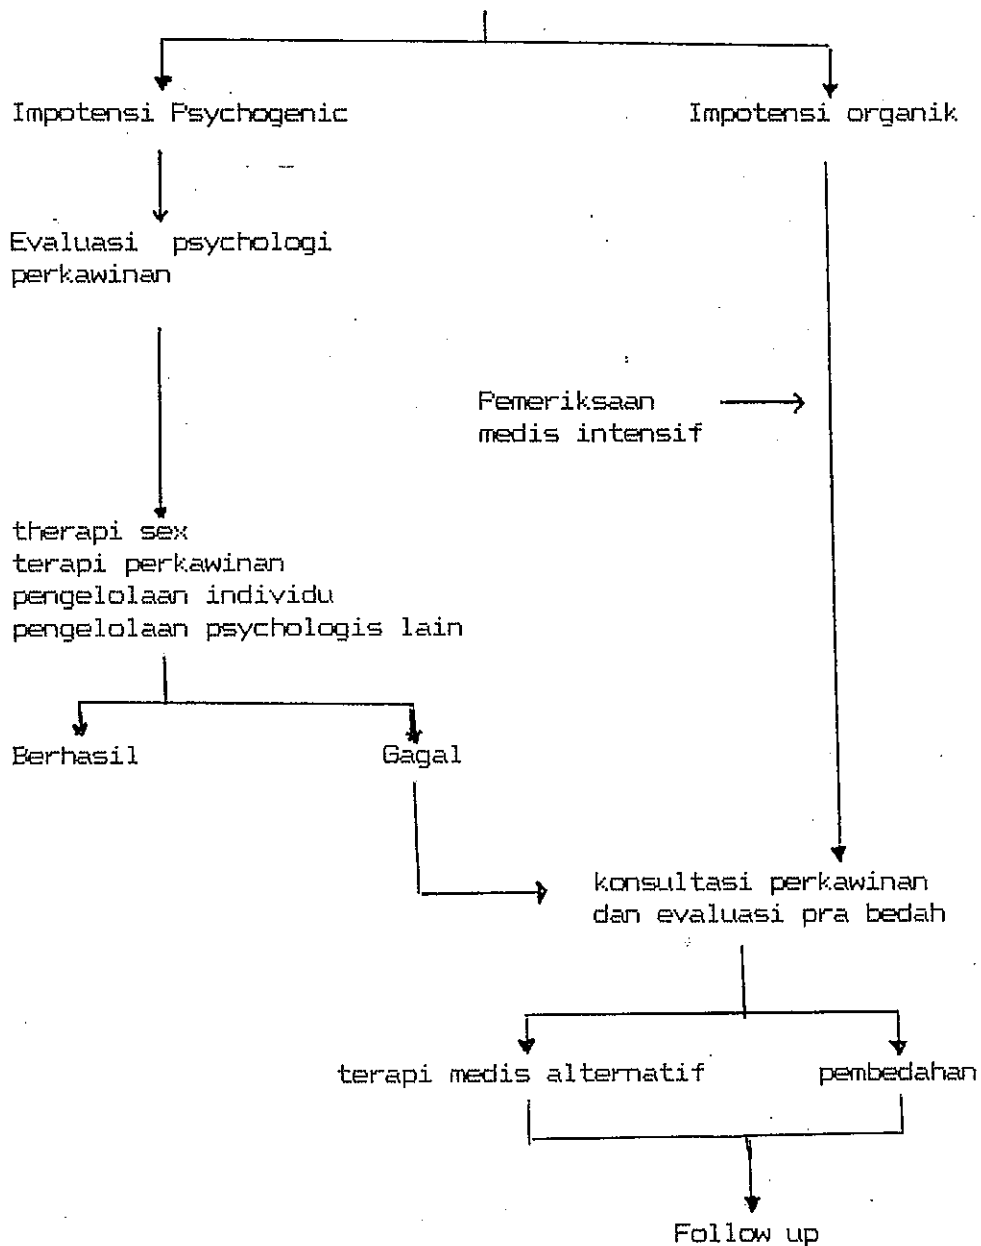 Impotensi Psychogenic
Impotensi organik
Evaluasi psychologi
perkawinan
Pemeriksaan
medis intensif
therapi sex
terapi perkawinan
pengelolaan individu
pengelolaan psychologis lain
Berhasil
Gagal
konsultasi perkawinan
dan evaluasi pra bedah
terapi medis alternatif
pembedahan
Follow up